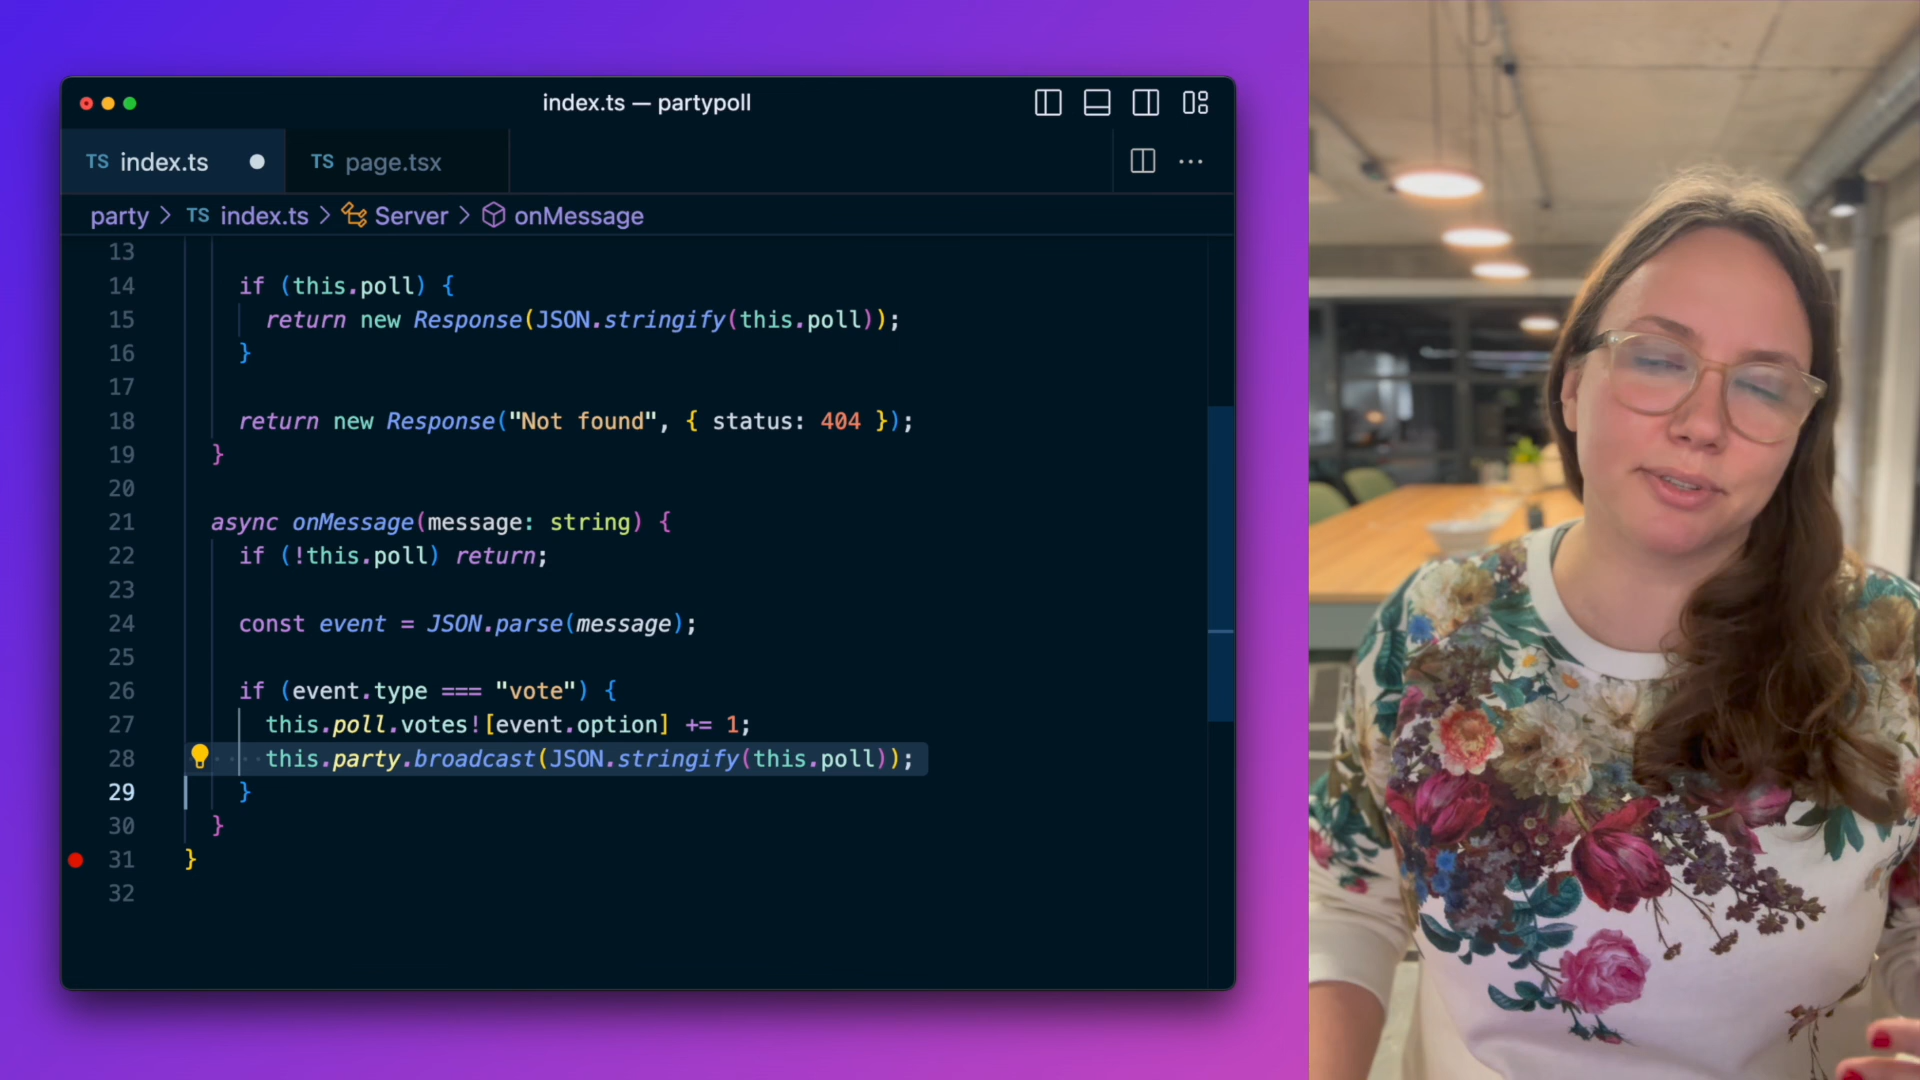 index.ts — partypoll
TS index.ts TS page.tsx
party > TS index.ts > Server > onMessage
13
14 if (this.poll) {
15 return new Response(JSON.stringify(this.poll));
16 }
17
18 return new Response("Not found", { status: 404 });
19 }
20
21 async onMessage(message: string) {
22 if (!this.poll) return;
23
24 const event = JSON.parse(message);
25
26 if (event.type === "vote") {
27 this.poll.votes![event.option] += 1;
28 this.party.broadcast(JSON.stringify(this.poll));
29 }
30 }
31 }
32